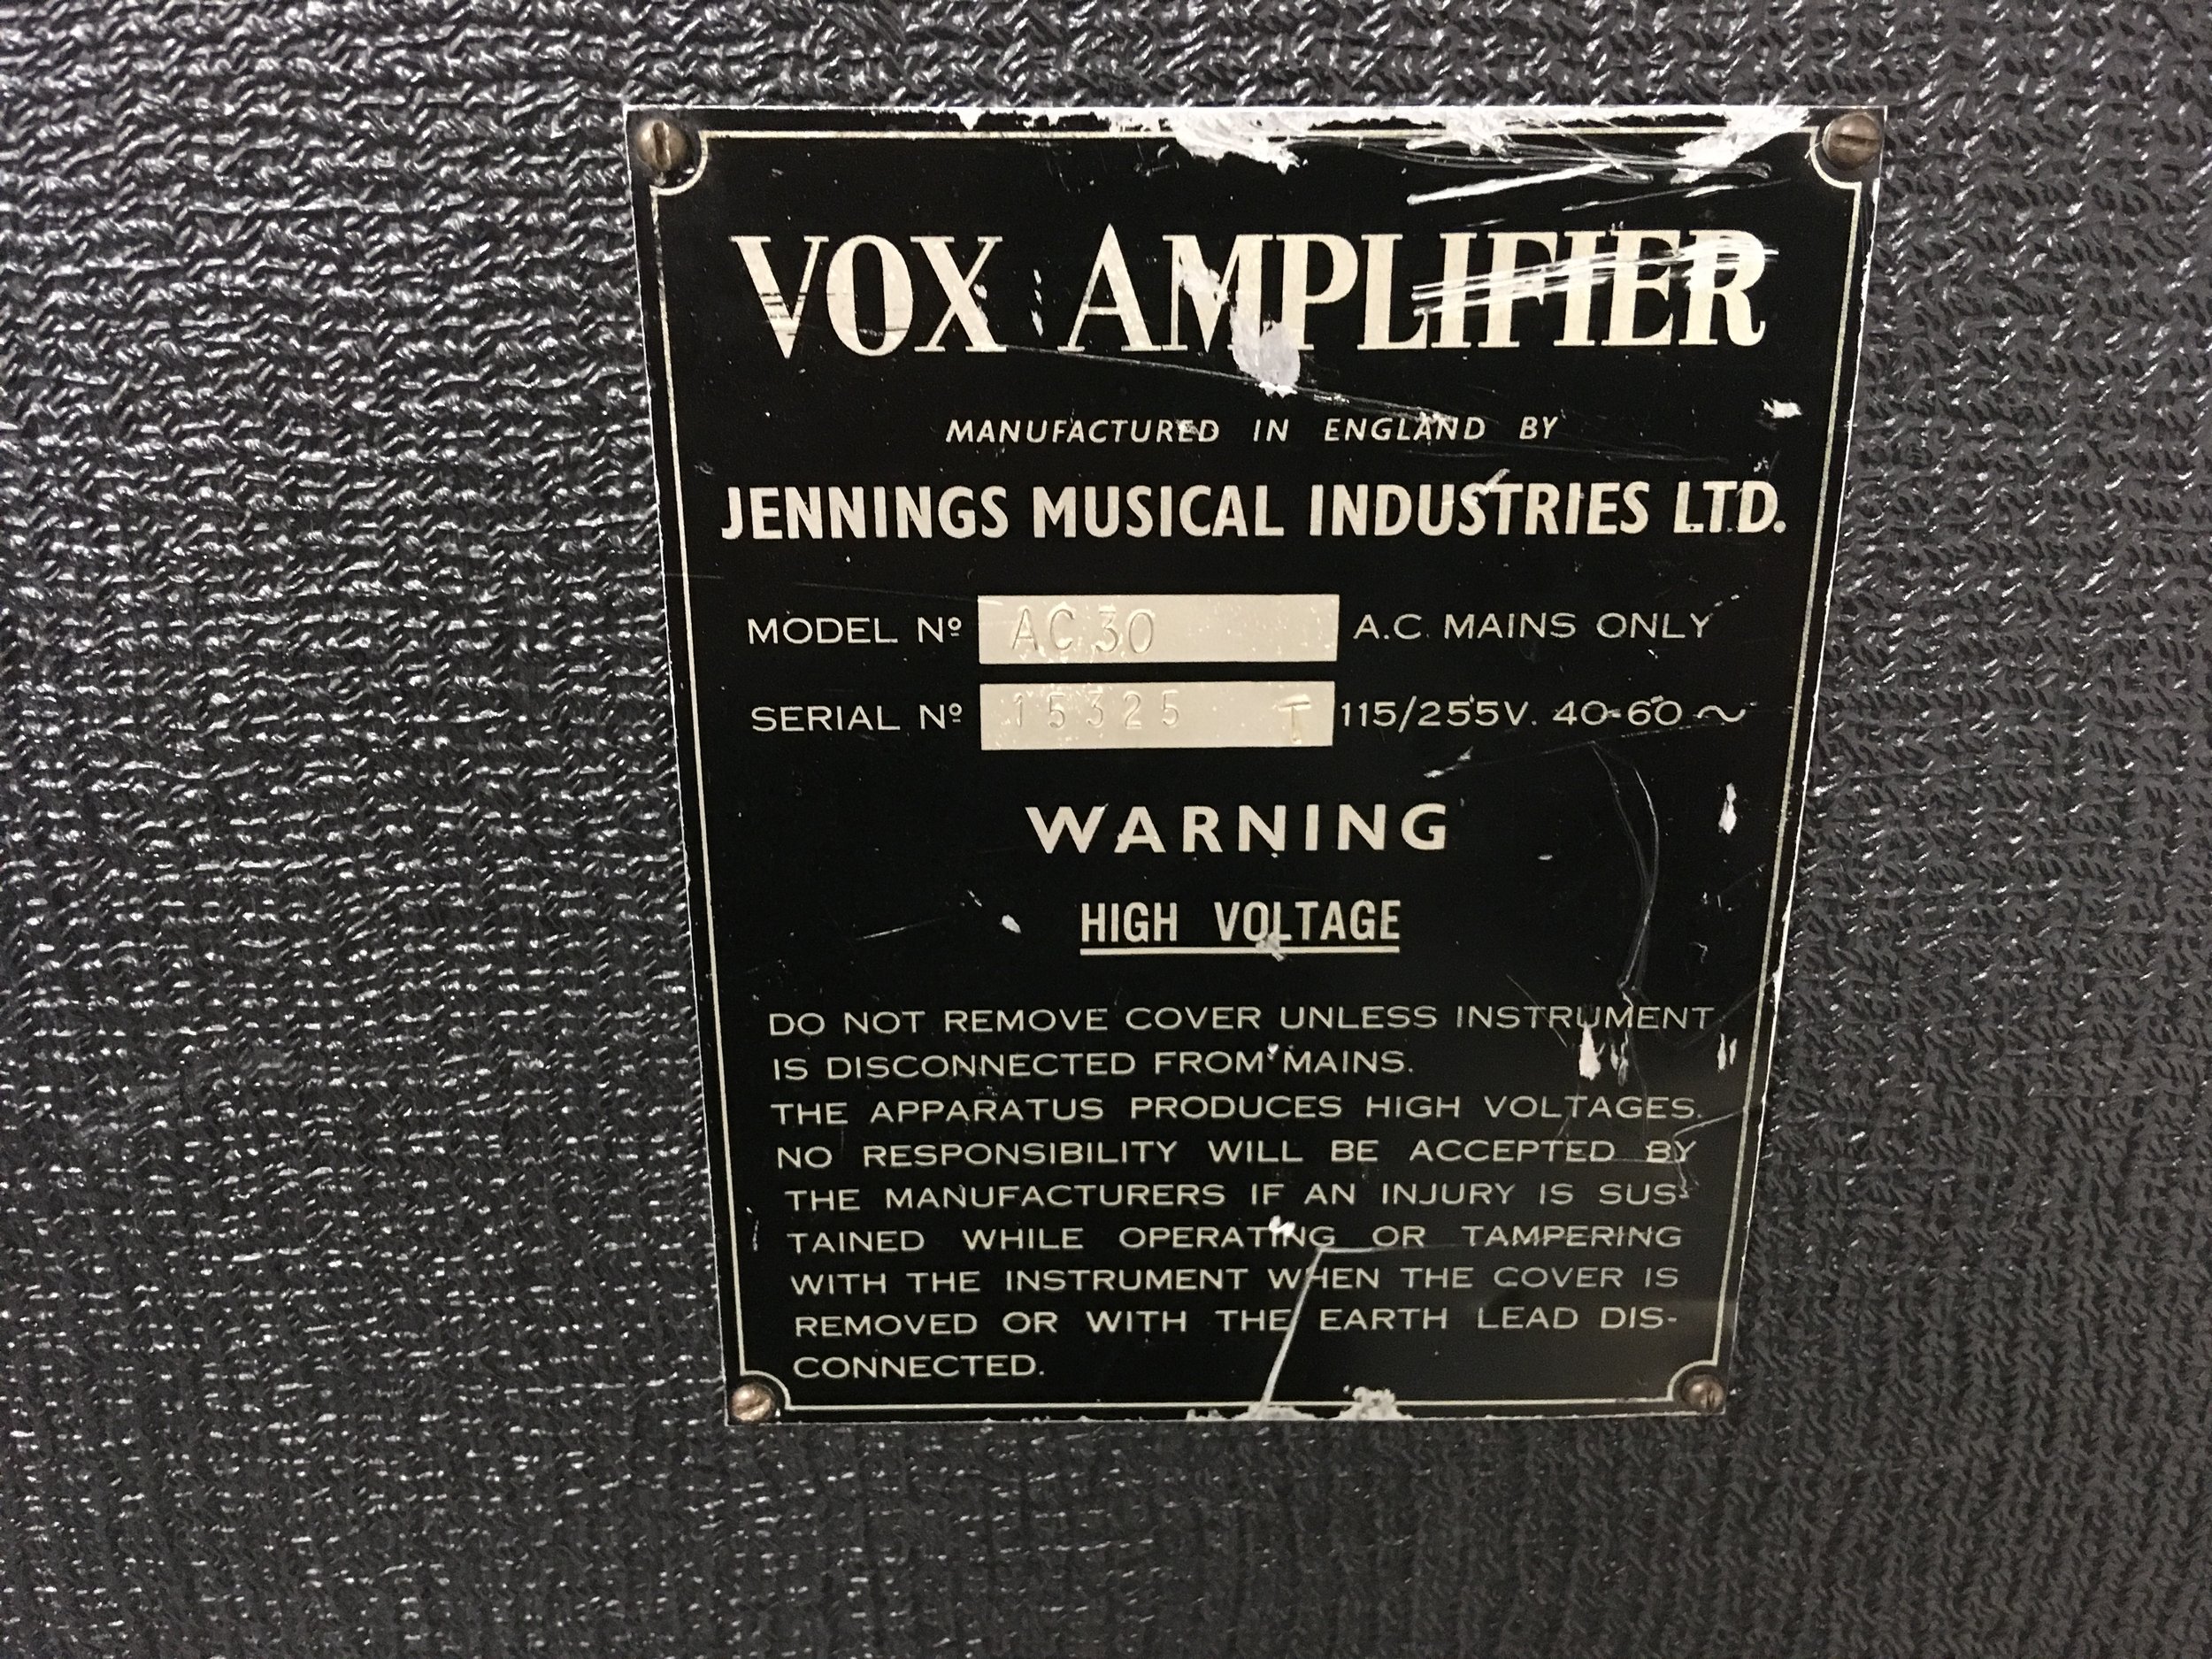 VOX AMPLIFIER
MANUFACTURED IN ENGLAND BY
JENNINGS MUSICAL INDUSTRIES LTD.
MODEL Nº AC 30 A.C. MAINS ONLY
SERIAL Nº 15325 T 115/255V. 40-60 ~
WARNING
HIGH VOLTAGE
DO NOT REMOVE COVER UNLESS INSTRUMENT
IS DISCONNECTED FROM MAINS.
THE APPARATUS PRODUCES HIGH VOLTAGES.
NO RESPONSIBILITY WILL BE ACCEPTED BY
THE MANUFACTURERS IF AN INJURY IS SUS-
TAINED WHILE OPERATING OR TAMPERING
WITH THE INSTRUMENT WHEN THE COVER IS
REMOVED OR WITH THE EARTH LEAD DIS-
CONNECTED.